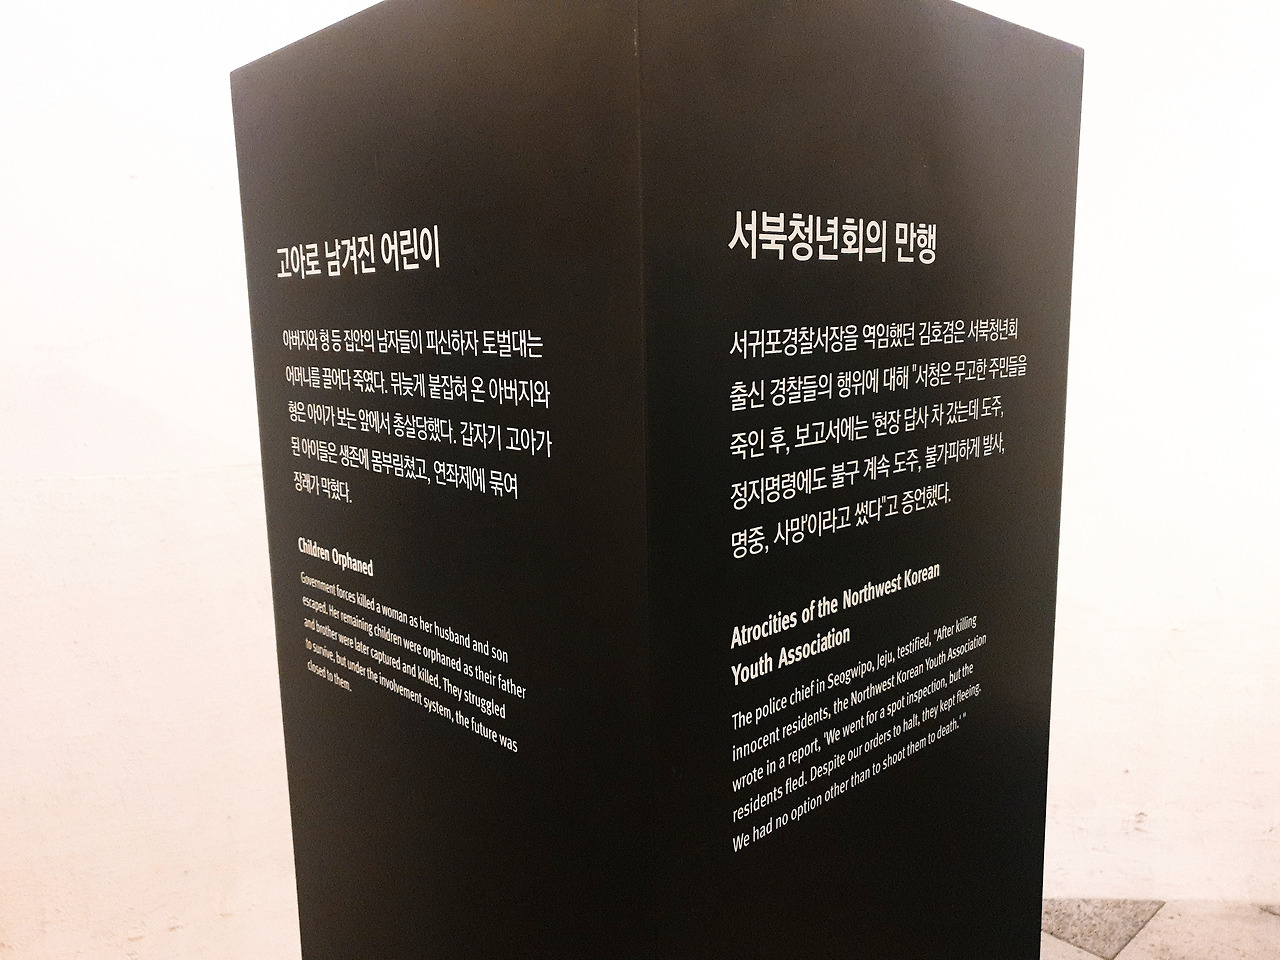 고아로 남겨진 어린이
아버지와 형 등 집안의 남자들이 피신하자 토벌대는
어머니를 끌어다 죽였다. 뒤늦게 붙잡혀 온 아버지와
형은 아이가 보는 앞에서 총살당했다. 갑자기 고아가
된 아이들은 생존에 몸부림쳤고, 연좌제에 묶여
장래가 막혔다.
Children Orphaned
Government forces killed a woman as her husband and son
escaped. Her remaining children were orphaned as their father
and brother were later captured and killed. They struggled
to survive, but under the involvement system, the future was
closed to them.
서북청년회의 만행
서귀포경찰서장을 역임했던 김호겸은 서북청년회
출신 경찰들의 행위에 대해 "서청은 무고한 주민들을
죽인 후, 보고서에는 '현장 답사 차 갔는데 도주,
정지명령에도 불구 계속 도주, 불가피하게 발사,
명중, 사망'이라고 썼다"고 증언했다.
Atrocities of the Northwest Korean
Youth Association
The police chief in Seogwipo, Jeju, testified, "After killing
innocent residents, the Northwest Korean Youth Association
wrote in a report, 'We went for a spot inspection, but the
residents fled. Despite our orders to halt, they kept fleeing.
We had no option other than to shoot them to death.' "